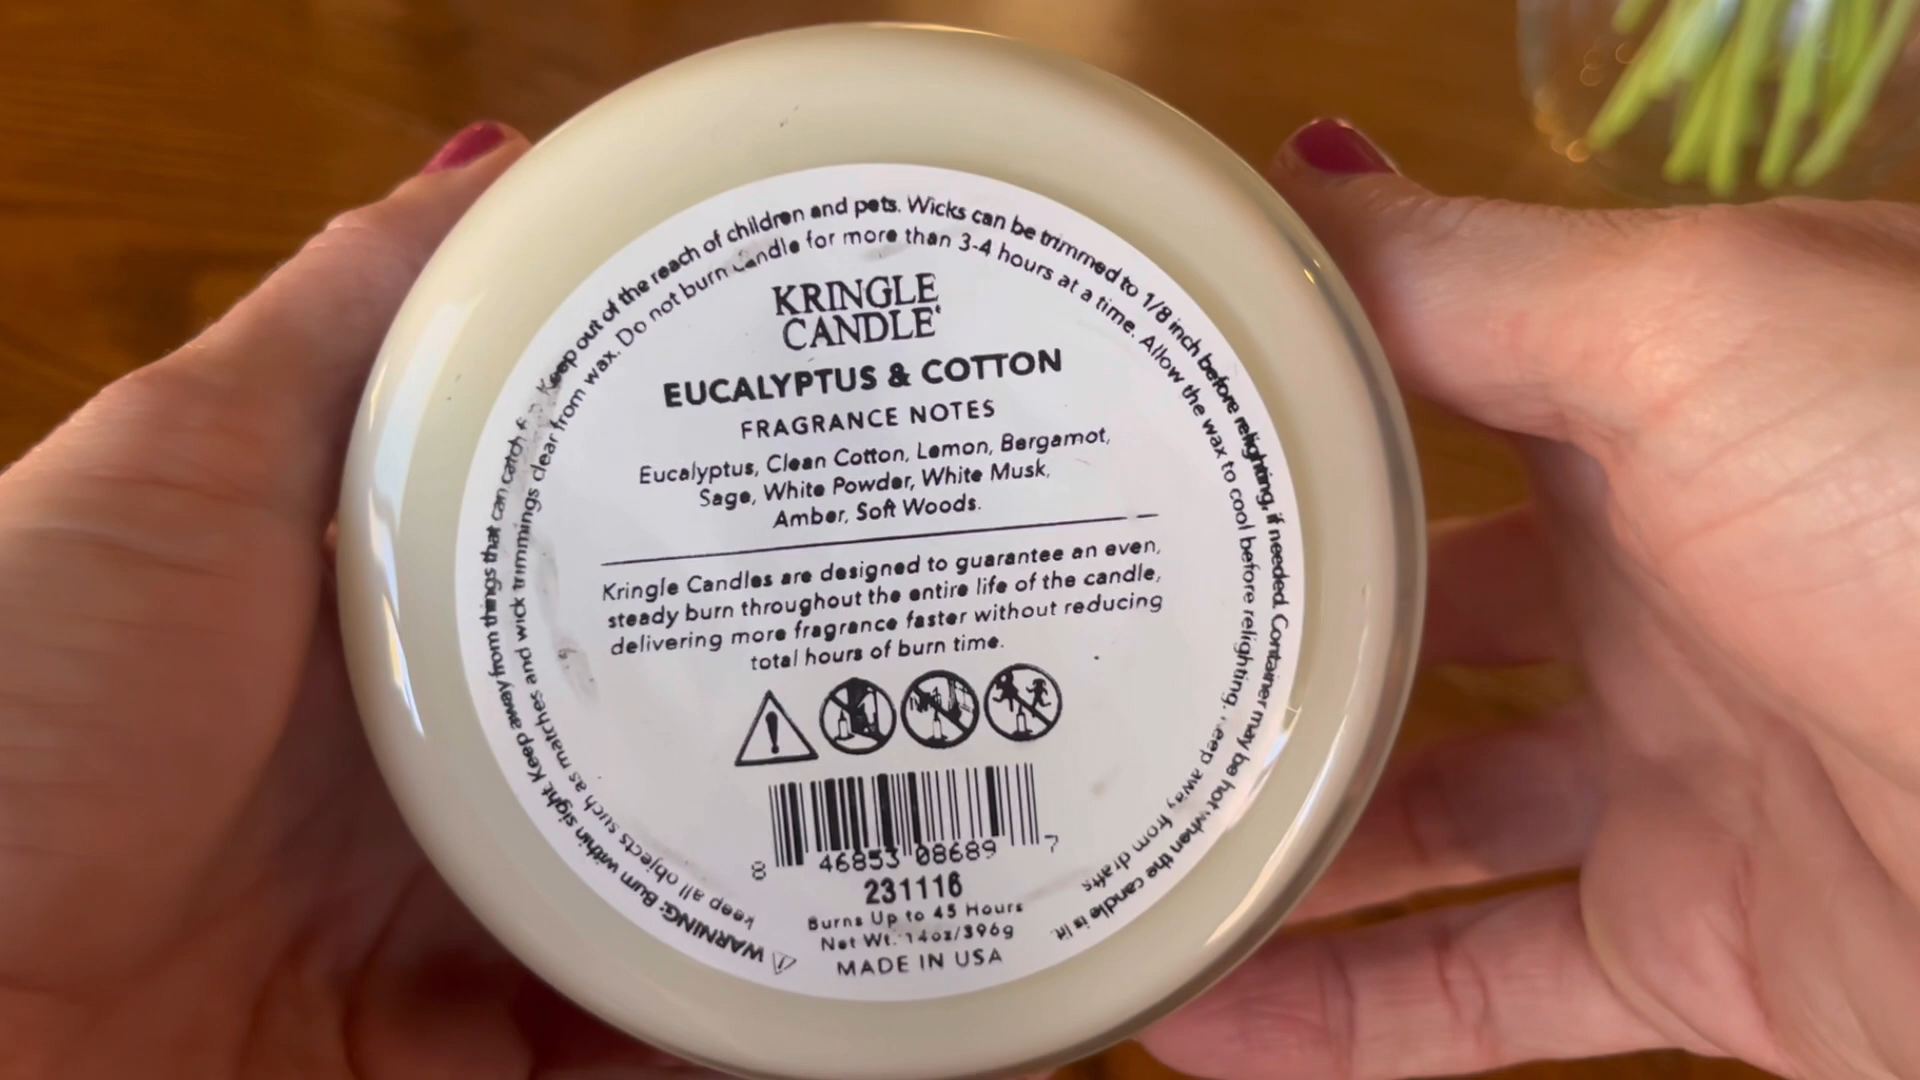 ⚠ WARNING: Burn within sight. Keep away from things that can catch Keep out of the reach of children and pets. Wicks can be trimmed to 1/8 inch before relighting, if needed. Container may be hot when the candle is lit.
keep all objects such as matches and wick trimmings clear from wax. Do not burn candle for more than 3-4 hours at a time. Allow the wax to cool before relighting. Keep away from drafts
KRINGLE
CANDLE
EUCALYPTUS & COTTON
FRAGRANCE NOTES
Eucalyptus, Clean Cotton, Lemon, Bergamot,
Sage, White Powder, White Musk,
Amber, Soft Woods.
Kringle Candles are designed to guarantee an even,
steady burn throughout the entire life of the candle,
delivering more fragrance faster without reducing
total hours of burn time.
8 46853 08689 7
231116
Burns Up to 45 Hours
Net Wt. 14oz/396g
MADE IN USA